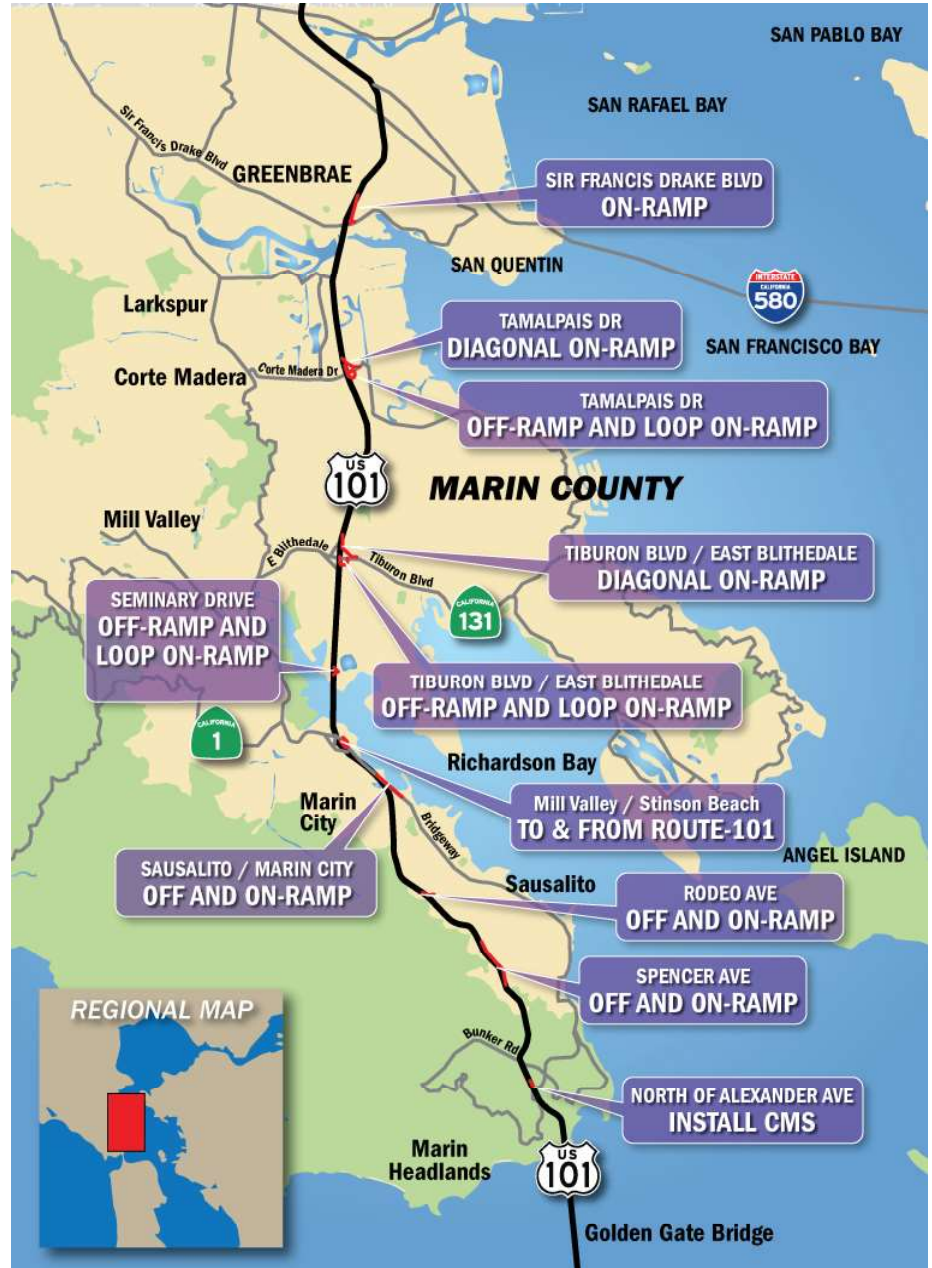 SAN PABLO BAY
SAN RAFAEL BAY
Sir Francis Drake Blvd
GREENBRAE
SIR FRANCIS DRAKE BLVD
ON-RAMP
SAN QUENTIN
INTERSTATE
CALIFORNIA
580
Larkspur
TAMALPAIS DR
DIAGONAL ON-RAMP
SAN FRANCISCO BAY
Corte Madera
Corte Madera Dr
TAMALPAIS DR
OFF-RAMP AND LOOP ON-RAMP
US
101
MARIN COUNTY
Mill Valley
E Blithedale
Tiburon Blvd
TIBURON BLVD / EAST BLITHEDALE
DIAGONAL ON-RAMP
CALIFORNIA
131
SEMINARY DRIVE
OFF-RAMP AND
LOOP ON-RAMP
TIBURON BLVD / EAST BLITHEDALE
OFF-RAMP AND LOOP ON-RAMP
CALIFORNIA
1
Richardson Bay
Marin
City
Mill Valley / Stinson Beach
TO & FROM ROUTE-101
Bridgeway
ANGEL ISLAND
SAUSALITO / MARIN CITY
OFF AND ON-RAMP
Sausalito
RODEO AVE
OFF AND ON-RAMP
SPENCER AVE
OFF AND ON-RAMP
REGIONAL MAP
Bunker Rd
NORTH OF ALEXANDER AVE
INSTALL CMS
Marin
Headlands
US
101
Golden Gate Bridge